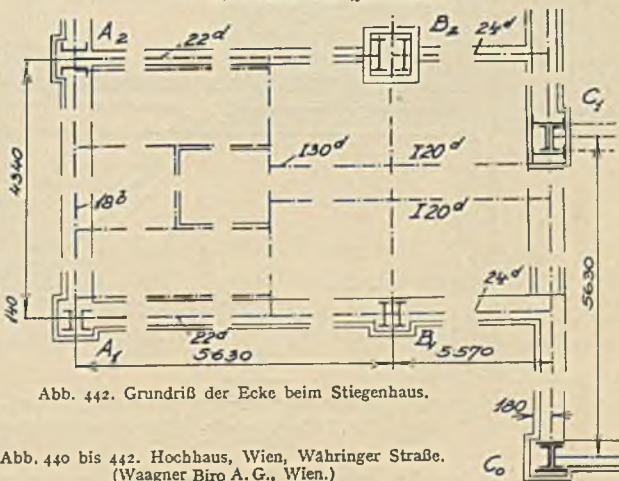 A2
22d
B2
24d
C1
4340
I30d
I20d
18b
I20d
5630
24d
140
A1
22d
B1
5630
5570
Abb. 442. Grundriß der Ecke beim Stiegenhaus.
180
Abb. 440 bis 442. Hochhaus, Wien, Währinger Straße.
C0
(Waagner Biro A. G., Wien.)